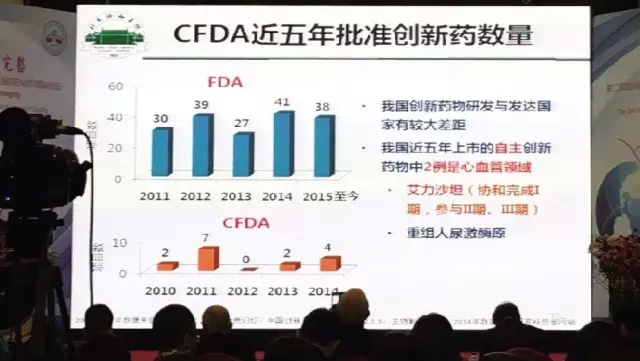 CFDA近五年批准创新药数量
FDA
60
40
20
0
30
39
27
41
38
2011
2012
2013
2014
2015至今
CFDA
10
0
2
7
0
2
4
2010
2011
2012
2013
2014
• 我国创新药物研发与发达国
家有较大差距
• 我国近五年上市的自主创新
药物中2例是心血管领域
• 艾力沙坦（协和完成I
期，参与II期、III期）
• 重组人尿激酶原